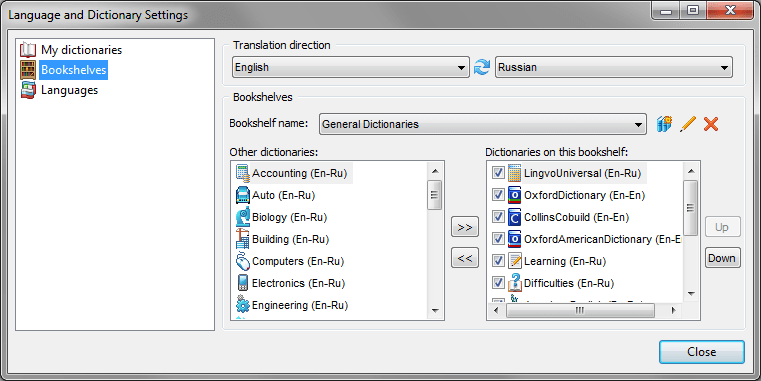 Language and Dictionary Settings
My dictionaries
Bookshelves
Languages
Translation direction
English
Russian
Bookshelves
Bookshelf name:
General Dictionaries
Other dictionaries:
Accounting (En-Ru)
Auto (En-Ru)
Biology (En-Ru)
Building (En-Ru)
Computers (En-Ru)
Electronics (En-Ru)
Engineering (En-Ru)
>>
<<
Dictionaries on this bookshelf:
LingvoUniversal (En-Ru)
OxfordDictionary (En-En)
CollinsCobuild (En-En)
OxfordAmericanDictionary (En-E
Learning (En-Ru)
Difficulties (En-Ru)
Up
Down
Close